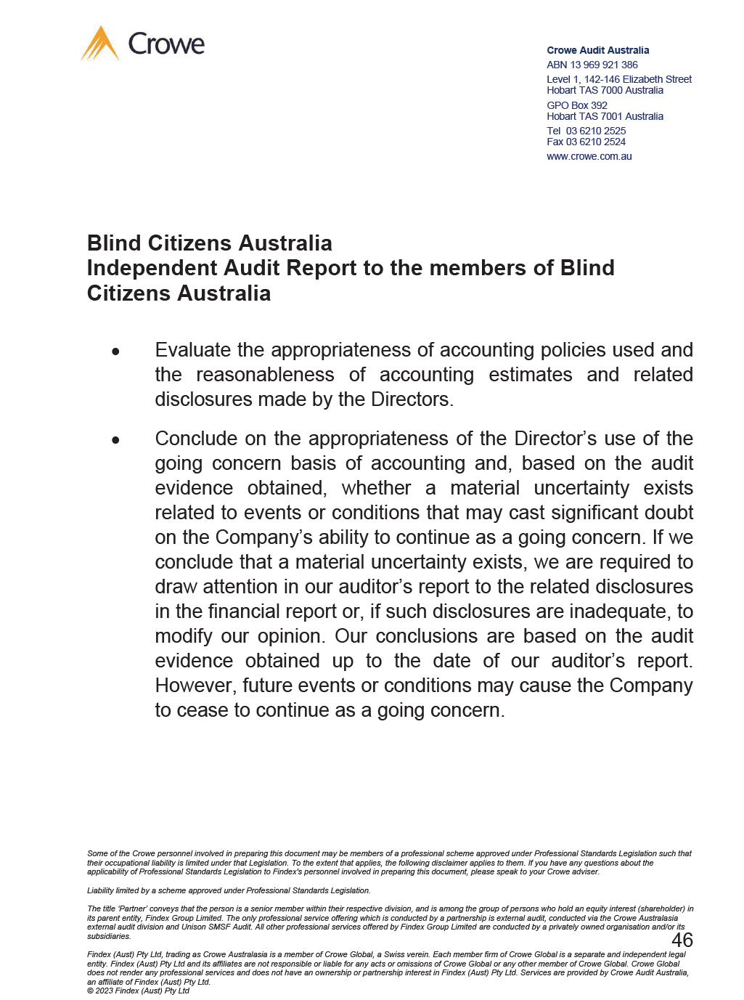 Crowe
Crowe Audit Australia
ABN 13 969 921 386
Level 1, 142-146 Elizabeth Street
Hobart TAS 7000 Australia
GPO Box 392
Hobart TAS 7001 Australia
Tel 03 6210 2525
Fax 03 6210 2524
www.crowe.com.au
Blind Citizens Australia
Independent Audit Report to the members of Blind
Citizens Australia
• Evaluate the appropriateness of accounting policies used and
the reasonableness of accounting estimates and related
disclosures made by the Directors.
• Conclude on the appropriateness of the Director’s use of the
going concern basis of accounting and, based on the audit
evidence obtained, whether a material uncertainty exists
related to events or conditions that may cast significant doubt
on the Company’s ability to continue as a going concern. If we
conclude that a material uncertainty exists, we are required to
draw attention in our auditor’s report to the related disclosures
in the financial report or, if such disclosures are inadequate, to
modify our opinion. Our conclusions are based on the audit
evidence obtained up to the date of our auditor’s report.
However, future events or conditions may cause the Company
to cease to continue as a going concern.
Some of the Crowe personnel involved in preparing this document may be members of a professional scheme approved under Professional Standards Legislation such that
their occupational liability is limited under that Legislation. To the extent that applies, the following disclaimer applies to them. If you have any questions about the
applicability of Professional Standards Legislation to Findex’s personnel involved in preparing this document, please speak to your Crowe adviser.
Liability limited by a scheme approved under Professional Standards Legislation.
The title ‘Partner’ conveys that the person is a senior member within their respective division, and is among the group of persons who hold an equity interest (shareholder) in
its parent entity, Findex Group Limited. The only professional service offering which is conducted by a partnership is external audit, conducted via the Crowe Australasia
external audit division and Unison SMSF Audit. All other professional services offered by Findex Group Limited are conducted by a privately owned organisation and/or its
subsidiaries.
46
Findex (Aust) Pty Ltd, trading as Crowe Australasia is a member of Crowe Global, a Swiss verein. Each member firm of Crowe Global is a separate and independent legal
entity. Findex (Aust) Pty Ltd and its affiliates are not responsible or liable for any acts or omissions of Crowe Global or any other member of Crowe Global. Crowe Global
does not render any professional services and does not have an ownership or partnership interest in Findex (Aust) Pty Ltd. Services are provided by Crowe Audit Australia,
an affiliate of Findex (Aust) Pty Ltd.
© 2023 Findex (Aust) Pty Ltd